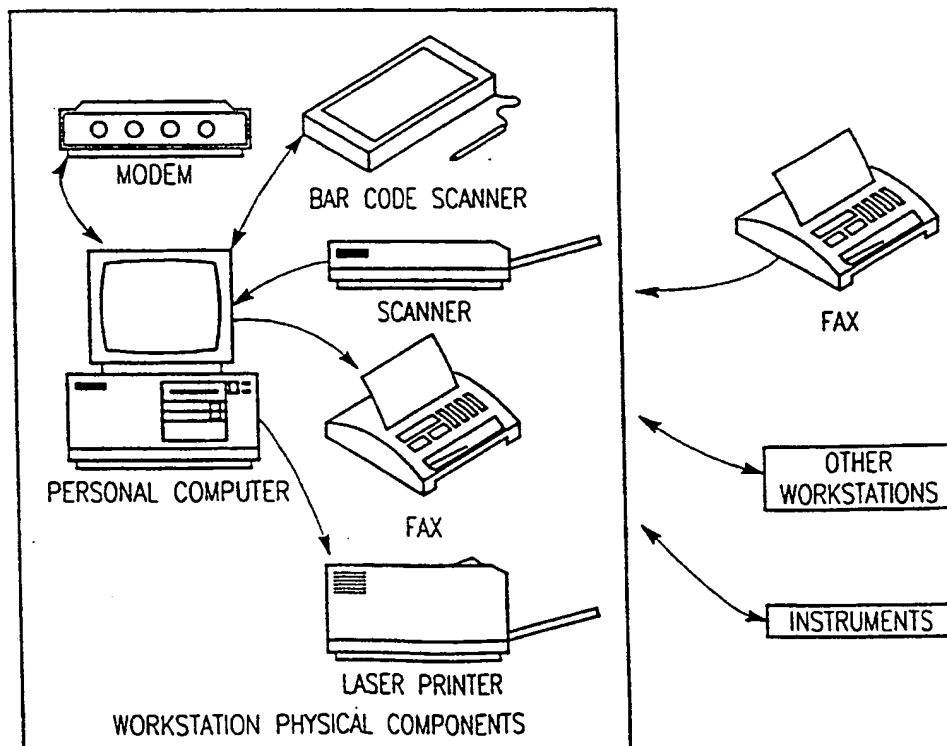 MODEM
BAR CODE SCANNER
SCANNER
FAX
PERSONAL COMPUTER
FAX
OTHER
WORKSTATIONS
INSTRUMENTS
LASER PRINTER
WORKSTATION PHYSICAL COMPONENTS